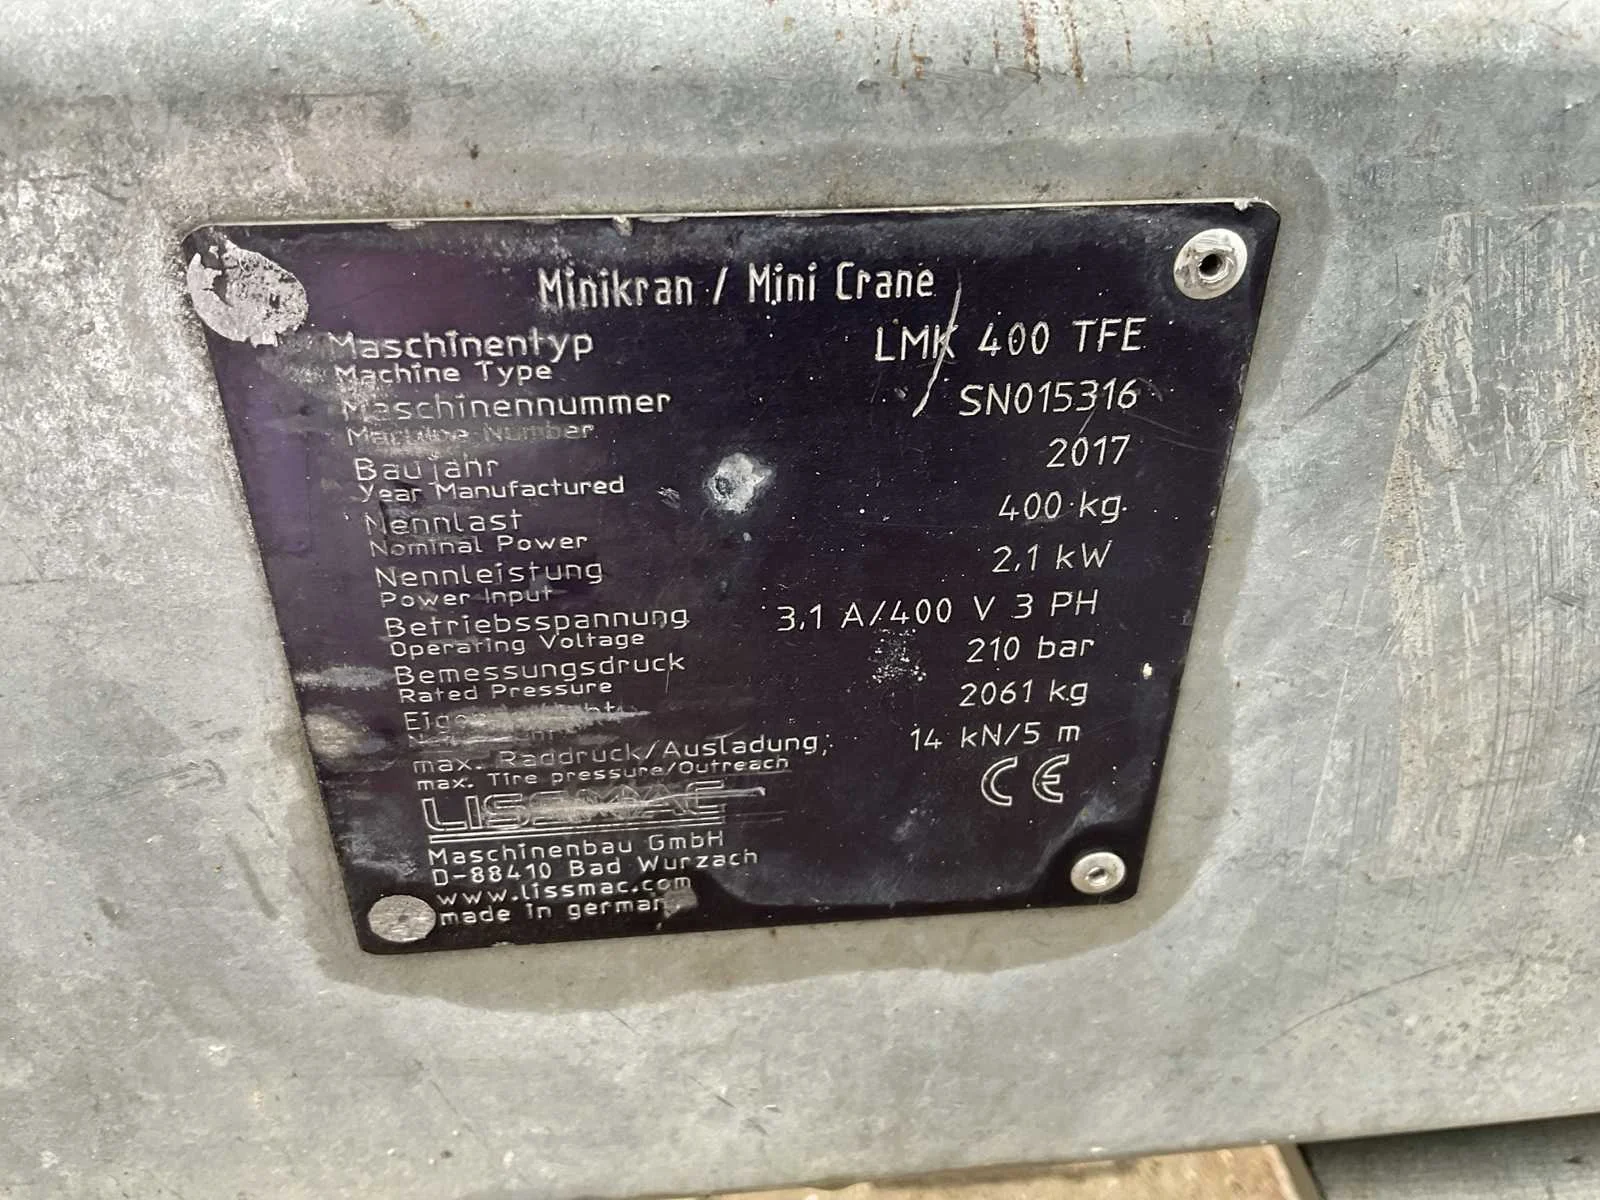 Minikran / Mini Crane
Maschinentyp LMK 400 TFE
Machine Type
Maschinennummer SN015316
Machine Number
Baujahr 2017
Year Manufactured
Nennlast 400 kg
Nominal Power
Nennleistung 2,1 kW
Power Input
Betriebsspannung 3,1 A/400 V 3 PH
Operating Voltage
Bemessungsdruck 210 bar
Rated Pressure
2061 kg
max. Raddruck/Ausladung, 14 kN/5 m
max. Tire pressure/Outreach
CE
LISSMAC
Maschinenbau GmbH
D-88410 Bad Wurzach
www.lissmac.com
made in germany